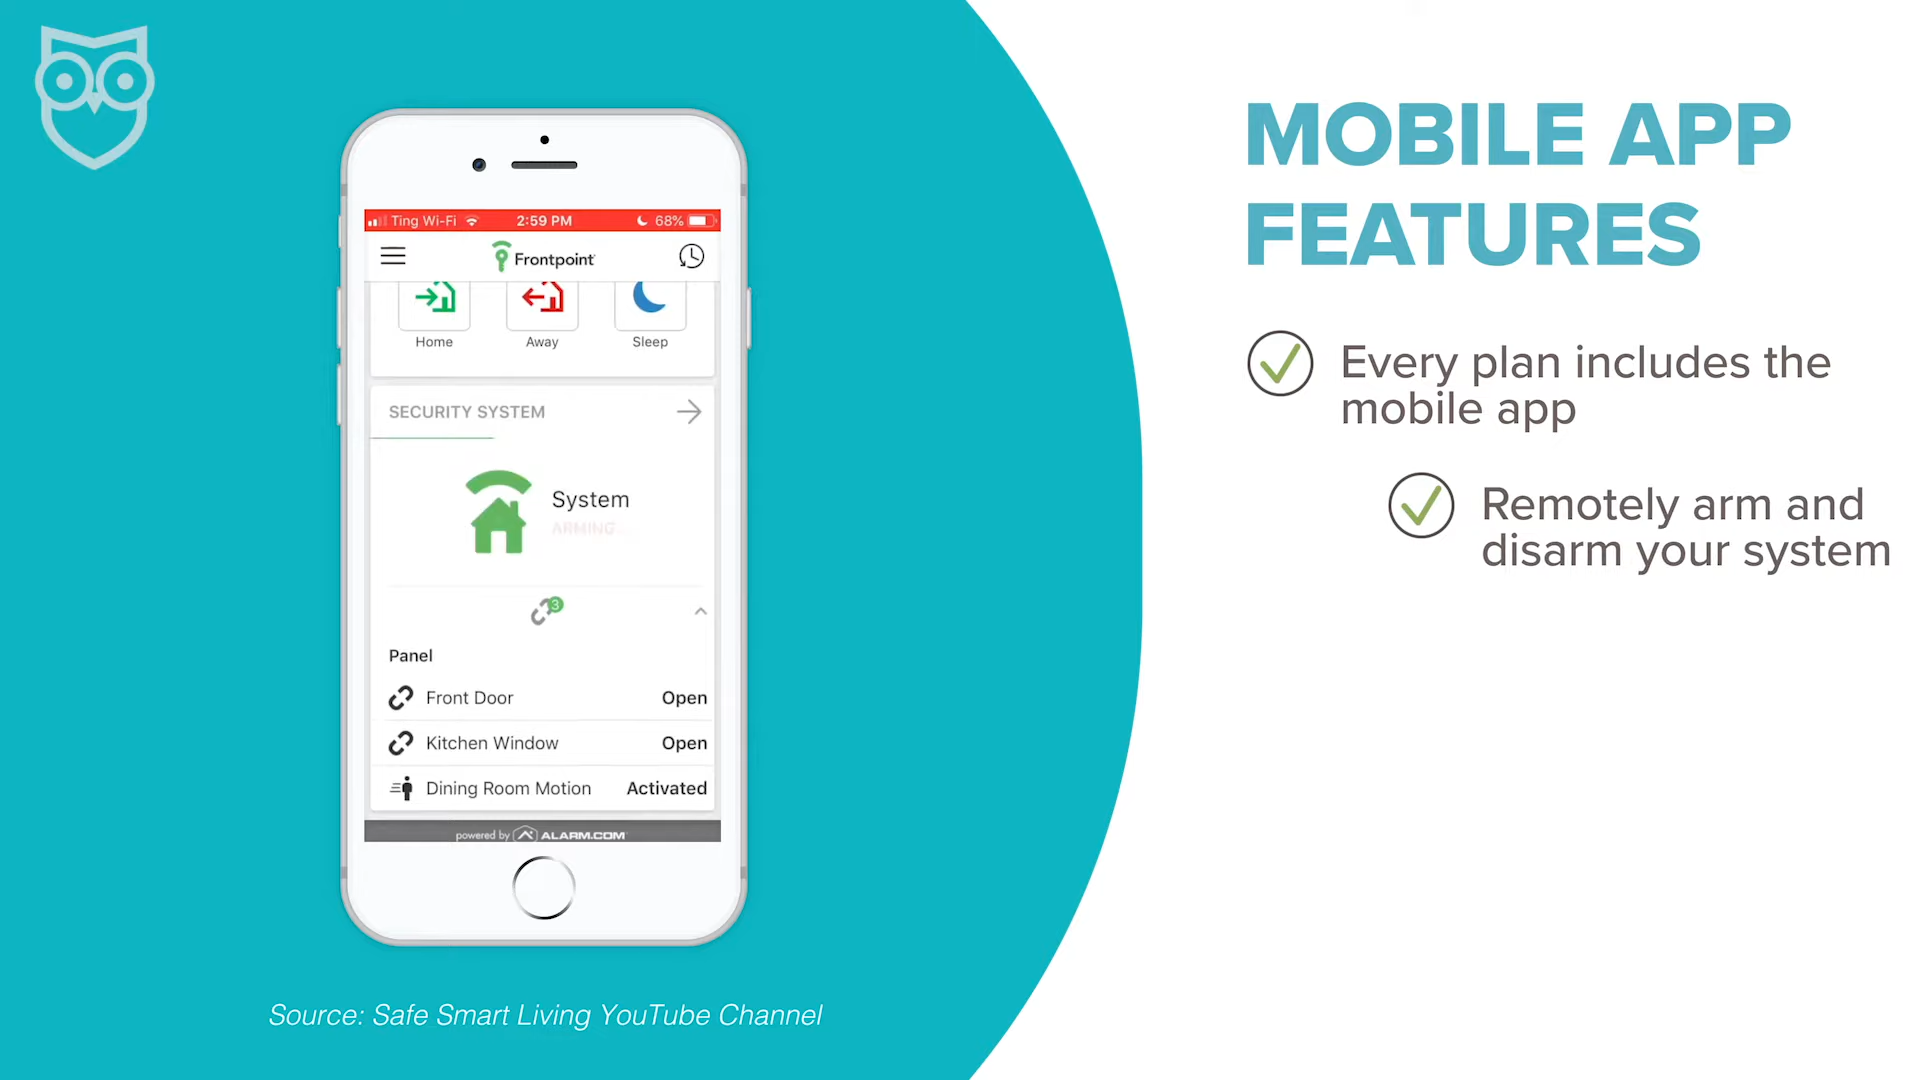 Ting Wi-Fi 2:59 PM 68%
Frontpoint
Home Away Sleep
SECURITY SYSTEM
System
ARMING
3
Panel
Front Door Open
Kitchen Window Open
Dining Room Motion Activated
powered by ALARM.COM
Source: Safe Smart Living YouTube Channel
MOBILE APP
FEATURES
Every plan includes the
mobile app
Remotely arm and
disarm your system